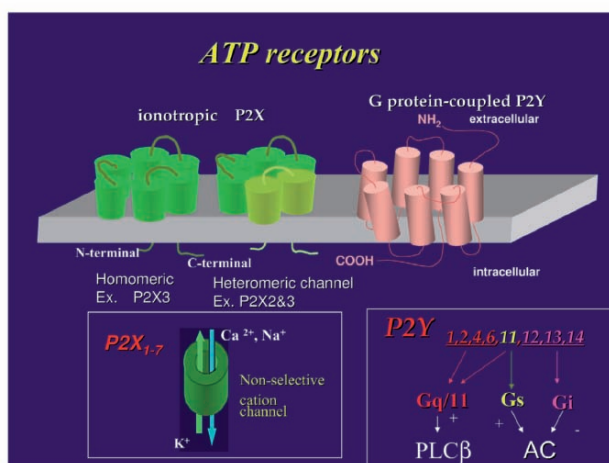 ATP receptors
ionotropic P2X
G protein-coupled P2Y
NH₂
extracellular
N-terminal
C-terminal
COOH
intracellular
Homomeric
Ex. P2X3
Heteromeric channel
Ex. P2X2&3
P2X₁₋₇
Ca ²⁺, Na⁺
Non-selective
cation
channel
K⁺
P2Y
1,2,4,6,11,12,13,14
Gq/11 Gs Gi
+ + -
PLCβ AC